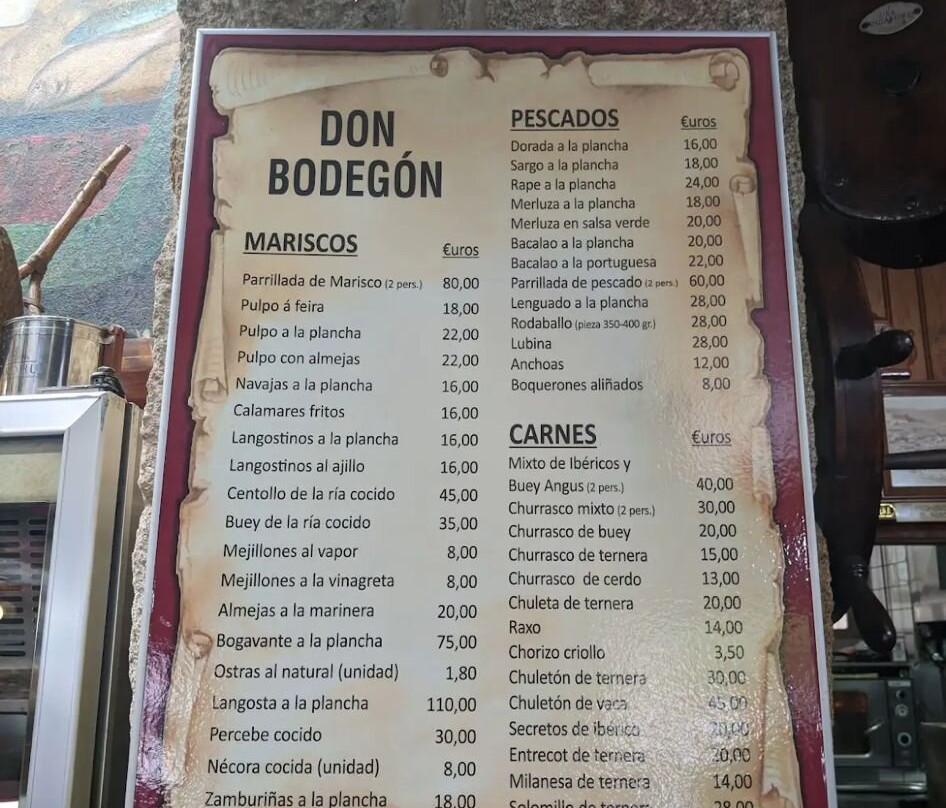 DON
BODEGÓN
MARISCOS €uros
Parrillada de Marisco (2 pers.) 80,00
Pulpo á feira 18,00
Pulpo a la plancha 22,00
Pulpo con almejas 22,00
Navajas a la plancha 16,00
Calamares fritos 16,00
Langostinos a la plancha 16,00
Langostinos al ajillo 16,00
Centollo de la ría cocido 45,00
Buey de la ría cocido 35,00
Mejillones al vapor 8,00
Mejillones a la vinagreta 8,00
Almejas a la marinera 20,00
Bogavante a la plancha 75,00
Ostras al natural (unidad) 1,80
Langosta a la plancha 110,00
Percebe cocido 30,00
Nécora cocida (unidad) 8,00
Zamburiñas a la plancha 18,00
PESCADOS €uros
Dorada a la plancha 16,00
Sargo a la plancha 18,00
Rape a la plancha 24,00
Merluza a la plancha 18,00
Merluza en salsa verde 20,00
Bacalao a la plancha 20,00
Bacalao a la portuguesa 22,00
Parrillada de pescado (2 pers.) 60,00
Lenguado a la plancha 28,00
Rodaballo (pieza 350-400 gr.) 28,00
Lubina 28,00
Anchoas 12,00
Boquerones aliñados 8,00
CARNES €uros
Mixto de Ibéricos y
Buey Angus (2 pers.) 40,00
Churrasco mixto (2 pers.) 30,00
Churrasco de buey 20,00
Churrasco de ternera 15,00
Churrasco de cerdo 13,00
Chuleta de ternera 20,00
Raxo 14,00
Chorizo criollo 3,50
Chuletón de ternera 30,00
Chuletón de vaca 45,00
Secretos de ibérico 20,00
Entrecot de ternera 20,00
Milanesa de ternera 14,00
Solomillo de ternera 28,00